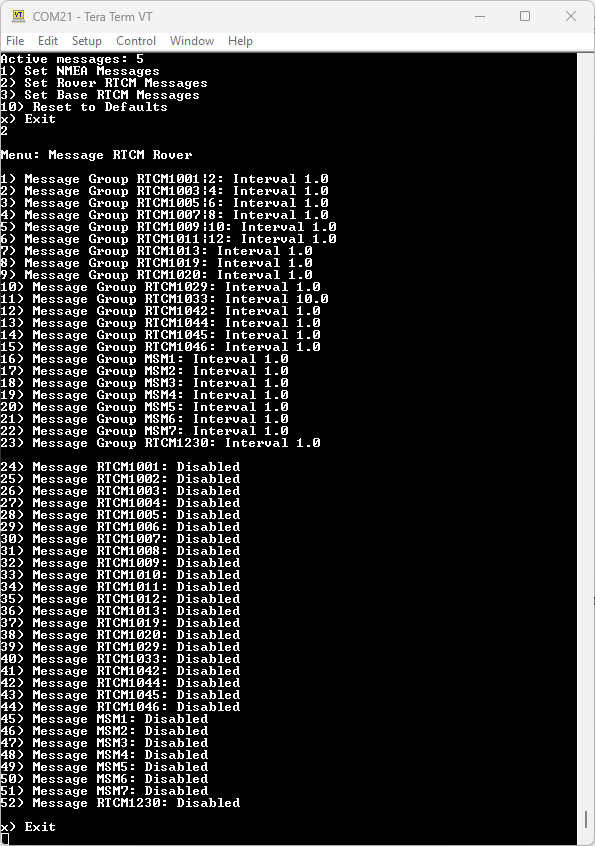 COM21 - Tera Term VT
File Edit Setup Control Window Help
Active messages: 5
1) Set NMEA Messages
2) Set Rover RTCM Messages
3) Set Base RTCM Messages
10) Reset to Defaults
x) Exit
2
Menu: Message RTCM Rover
1) Message Group RTCM1001|2: Interval 1.0
2) Message Group RTCM1003|4: Interval 1.0
3) Message Group RTCM1005|6: Interval 1.0
4) Message Group RTCM1007|8: Interval 1.0
5) Message Group RTCM1009|10: Interval 1.0
6) Message Group RTCM1011|12: Interval 1.0
7) Message Group RTCM1013: Interval 1.0
8) Message Group RTCM1019: Interval 1.0
9) Message Group RTCM1020: Interval 1.0
10) Message Group RTCM1029: Interval 1.0
11) Message Group RTCM1033: Interval 10.0
12) Message Group RTCM1042: Interval 1.0
13) Message Group RTCM1044: Interval 1.0
14) Message Group RTCM1045: Interval 1.0
15) Message Group RTCM1046: Interval 1.0
16) Message Group MSM1: Interval 1.0
17) Message Group MSM2: Interval 1.0
18) Message Group MSM3: Interval 1.0
19) Message Group MSM4: Interval 1.0
20) Message Group MSM5: Interval 1.0
21) Message Group MSM6: Interval 1.0
22) Message Group MSM7: Interval 1.0
23) Message Group RTCM1230: Interval 1.0
24) Message RTCM1001: Disabled
25) Message RTCM1002: Disabled
26) Message RTCM1003: Disabled
27) Message RTCM1004: Disabled
28) Message RTCM1005: Disabled
29) Message RTCM1006: Disabled
30) Message RTCM1007: Disabled
31) Message RTCM1008: Disabled
32) Message RTCM1009: Disabled
33) Message RTCM1010: Disabled
34) Message RTCM1011: Disabled
35) Message RTCM1012: Disabled
36) Message RTCM1013: Disabled
37) Message RTCM1019: Disabled
38) Message RTCM1020: Disabled
39) Message RTCM1029: Disabled
40) Message RTCM1033: Disabled
41) Message RTCM1042: Disabled
42) Message RTCM1044: Disabled
43) Message RTCM1045: Disabled
44) Message RTCM1046: Disabled
45) Message MSM1: Disabled
46) Message MSM2: Disabled
47) Message MSM3: Disabled
48) Message MSM4: Disabled
49) Message MSM5: Disabled
50) Message MSM6: Disabled
51) Message MSM7: Disabled
52) Message RTCM1230: Disabled
x) Exit